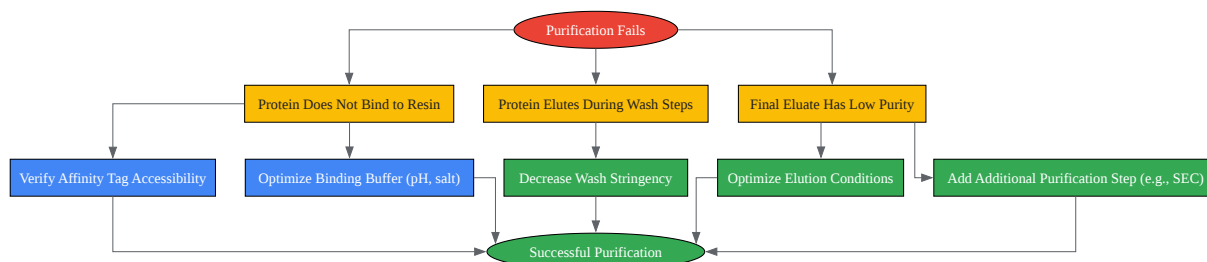 Purification Fails
Protein Does Not Bind to Resin
Protein Elutes During Wash Steps
Final Eluate Has Low Purity
Verify Affinity Tag Accessibility
Optimize Binding Buffer (pH, salt)
Decrease Wash Stringency
Optimize Elution Conditions
Add Additional Purification Step (e.g., SEC)
Successful Purification